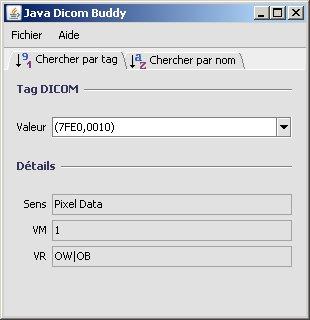 Java Dicom Buddy
Fichier Aide
Chercher par tag Chercher par nom
Tag DICOM
Valeur (7FE0,0010)
Détails
Sens Pixel Data
VM 1
VR OW|OB